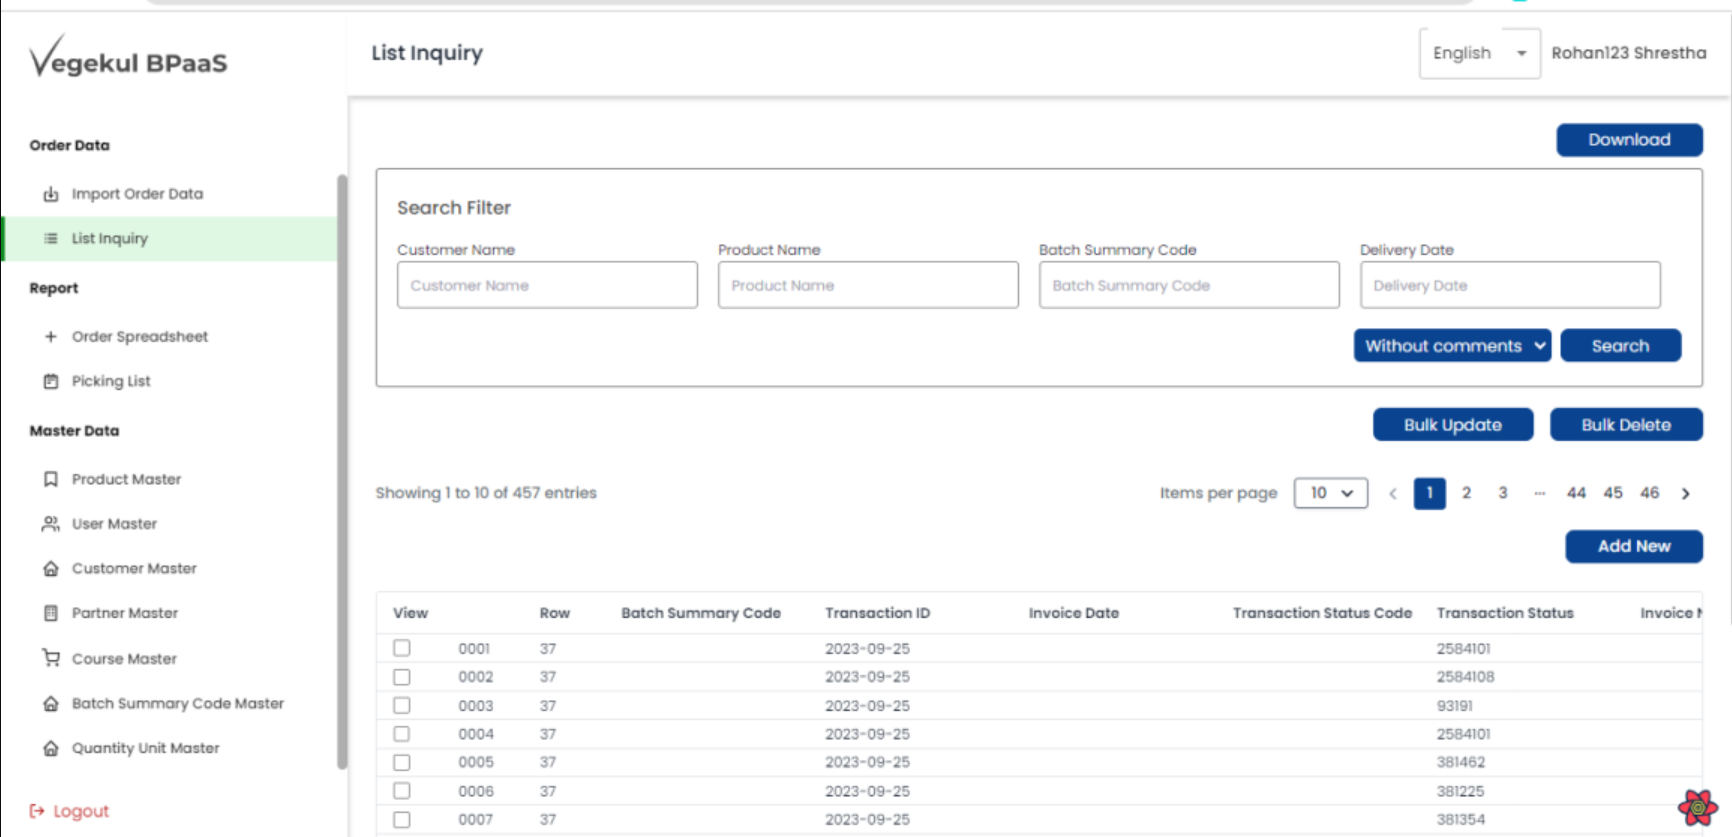 Vegekul BPaaS
List Inquiry
English
Rohan123 Shrestha
Order Data
Import Order Data
List Inquiry
Report
Order Spreadsheet
Picking List
Master Data
Product Master
User Master
Customer Master
Partner Master
Course Master
Batch Summary Code Master
Quantity Unit Master
Logout
Download
Search Filter
Customer Name Product Name Batch Summary Code Delivery Date
Customer Name Product Name Batch Summary Code Delivery Date
Without comments Search
Bulk Update Bulk Delete
Showing 1 to 10 of 457 entries Items per page 10 < 1 2 3 ... 44 45 46 >
Add New
View Row Batch Summary Code Transaction ID Invoice Date Transaction Status Code Transaction Status Invoice
0001 37 2023-09-25 2584101
0002 37 2023-09-25 2584108
0003 37 2023-09-25 93191
0004 37 2023-09-25 2584101
0005 37 2023-09-25 381462
0006 37 2023-09-25 381225
0007 37 2023-09-25 381354